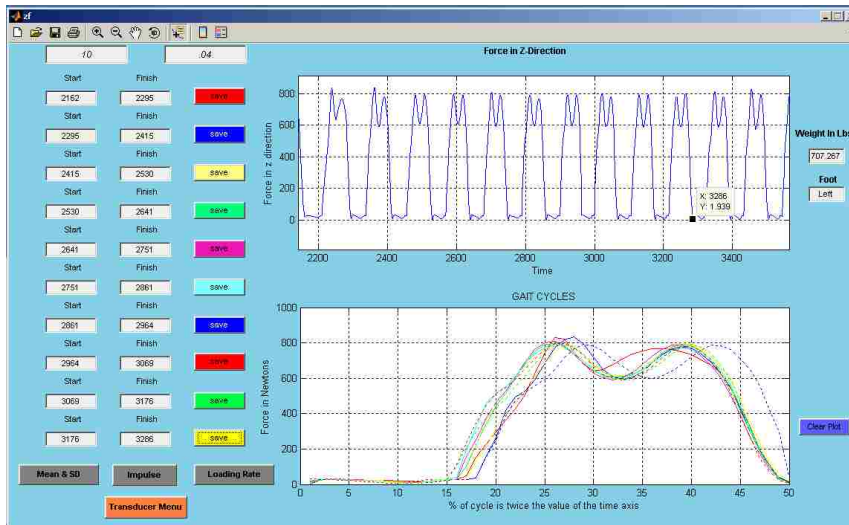 zf
10 .04
Start Finish
2162 2295 save
Start Finish
2295 2415 save
Start Finish
2415 2530 save
Start Finish
2530 2641 save
Start Finish
2641 2751 save
Start Finish
2751 2861 save
Start Finish
2861 2964 save
Start Finish
2964 3069 save
Start Finish
3069 3176 save
Start Finish
3176 3286 save
Mean & SD Impulse Loading Rate
Transducer Menu
Force in Z-Direction
Force in z direction
800
600
400
200
0
X: 3286
Y: 1.939
2200 2400 2600 2800 3000 3200 3400
Time
Weight In Lbs
707.267
Foot
Left
GAIT CYCLES
Force in Newtons
1000
800
600
400
200
0
0 5 10 15 20 25 30 35 40 45 50
% of cycle is twice the value of the time axis
Clear Plot